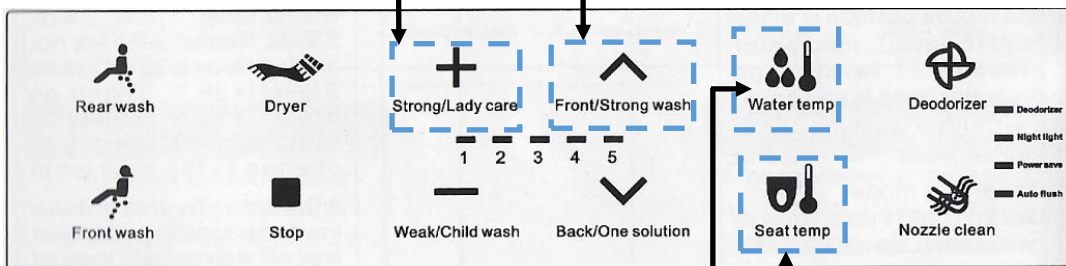 Rear wash
Dryer
Strong/Lady care
Front/Strong wash
Water temp
Deodorizer
Deodorizer
Night light
Power save
Auto flush
1 2 3 4 5
Front wash
Stop
Weak/Child wash
Back/One solution
Seat temp
Nozzle clean